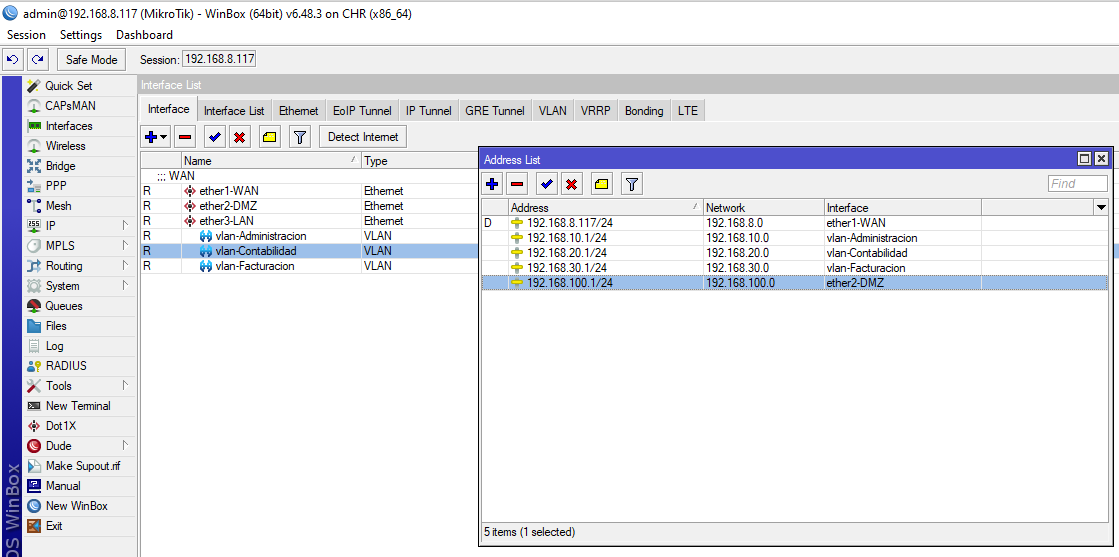 admin@192.168.8.117 (MikroTik) - WinBox (64bit) v6.48.3 on CHR (x86_64)
Session Settings Dashboard
Safe Mode Session: 192.168.8.117
Quick Set
CAPsMAN
Interfaces
Wireless
Bridge
PPP
Mesh
IP
MPLS
Routing
System
Queues
Files
Log
RADIUS
Tools
New Terminal
Dot1X
Dude
Make Supout.rif
Manual
New WinBox
Exit
OS WinBox
Interface List
Interface Interface List Ethernet EoIP Tunnel IP Tunnel GRE Tunnel VLAN VRRP Bonding LTE
Detect Internet
Name Type
;;; WAN
R ether1-WAN Ethernet
R ether2-DMZ Ethernet
R ether3-LAN Ethernet
R vlan-Administracion VLAN
R vlan-Contabilidad VLAN
R vlan-Facturacion VLAN
Address List
Find
Address Network Interface
D 192.168.8.117/24 192.168.8.0 ether1-WAN
192.168.10.1/24 192.168.10.0 vlan-Administracion
192.168.20.1/24 192.168.20.0 vlan-Contabilidad
192.168.30.1/24 192.168.30.0 vlan-Facturacion
192.168.100.1/24 192.168.100.0 ether2-DMZ
5 items (1 selected)